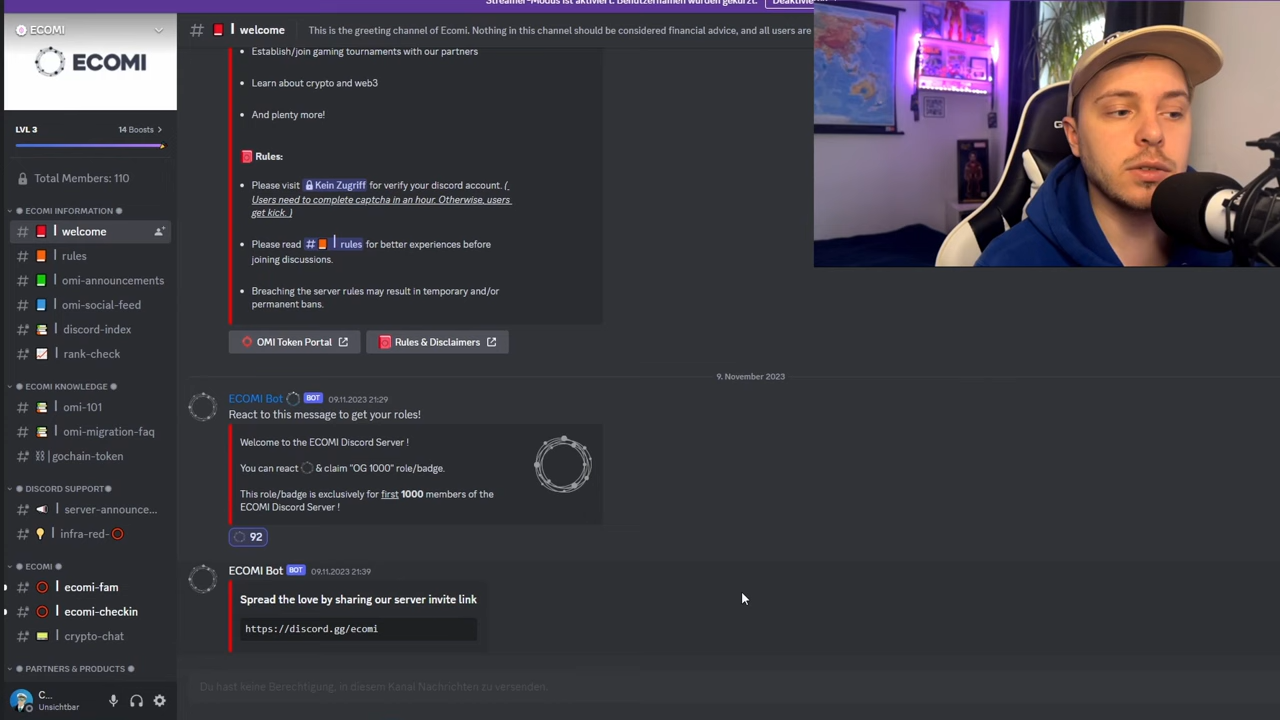 Streamer-Modus ist aktiviert. Benutzernamen wurden gekürzt.
ECOMI
ECOMI
LVL 3
14 Boosts
Total Members: 110
ECOMI INFORMATION
welcome
rules
omi-announcements
omi-social-feed
discord-index
rank-check
ECOMI KNOWLEDGE
omi-101
omi-migration-faq
gochain-token
DISCORD SUPPORT
server-announce...
infra-red-
ECOMI
ecomi-fam
ecomi-checkin
crypto-chat
PARTNERS & PRODUCTS
C...
Unsichtbar
# | welcome This is the greeting channel of Ecomi. Nothing in this channel should be considered financial advice, and all users are
• Establish/join gaming tournaments with our partners
• Learn about crypto and web3
• And plenty more!
Rules:
• Please visit Kein Zugriff for verify your discord account. (
Users need to complete captcha in an hour. Otherwise, users
get kick. )
• Please read # | rules for better experiences before
joining discussions.
• Breaching the server rules may result in temporary and/or
permanent bans.
OMI Token Portal
Rules & Disclaimers
9. November 2023
ECOMI Bot BOT 09.11.2023 21:29
React to this message to get your roles!
Welcome to the ECOMI Discord Server !
You can react & claim "OG 1000" role/badge.
This role/badge is exclusively for first 1000 members of the
ECOMI Discord Server !
92
ECOMI Bot BOT 09.11.2023 21:39
Spread the love by sharing our server invite link
https://discord.gg/ecomi
Du hast keine Berechtigung, in diesem Kanal Nachrichten zu versenden.